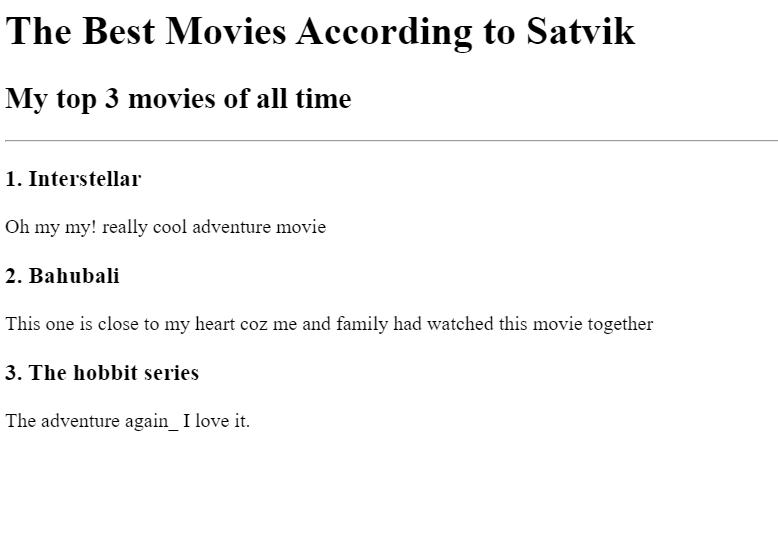 The Best Movies According to Satvik
My top 3 movies of all time
1. Interstellar
Oh my my! really cool adventure movie
2. Bahubali
This one is close to my heart coz me and family had watched this movie together
3. The hobbit series
The adventure again_ I love it.